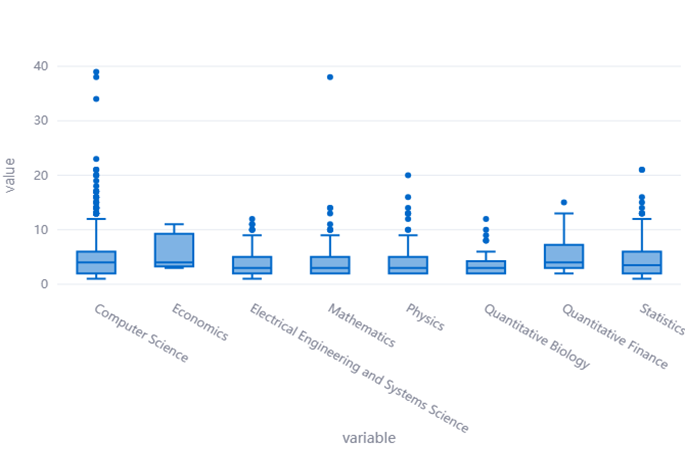 40
30
20
10
0
value
Computer Science
Economics
Electrical Engineering and Systems Science
Mathematics
Physics
Quantitative Biology
Quantitative Finance
Statistics
variable